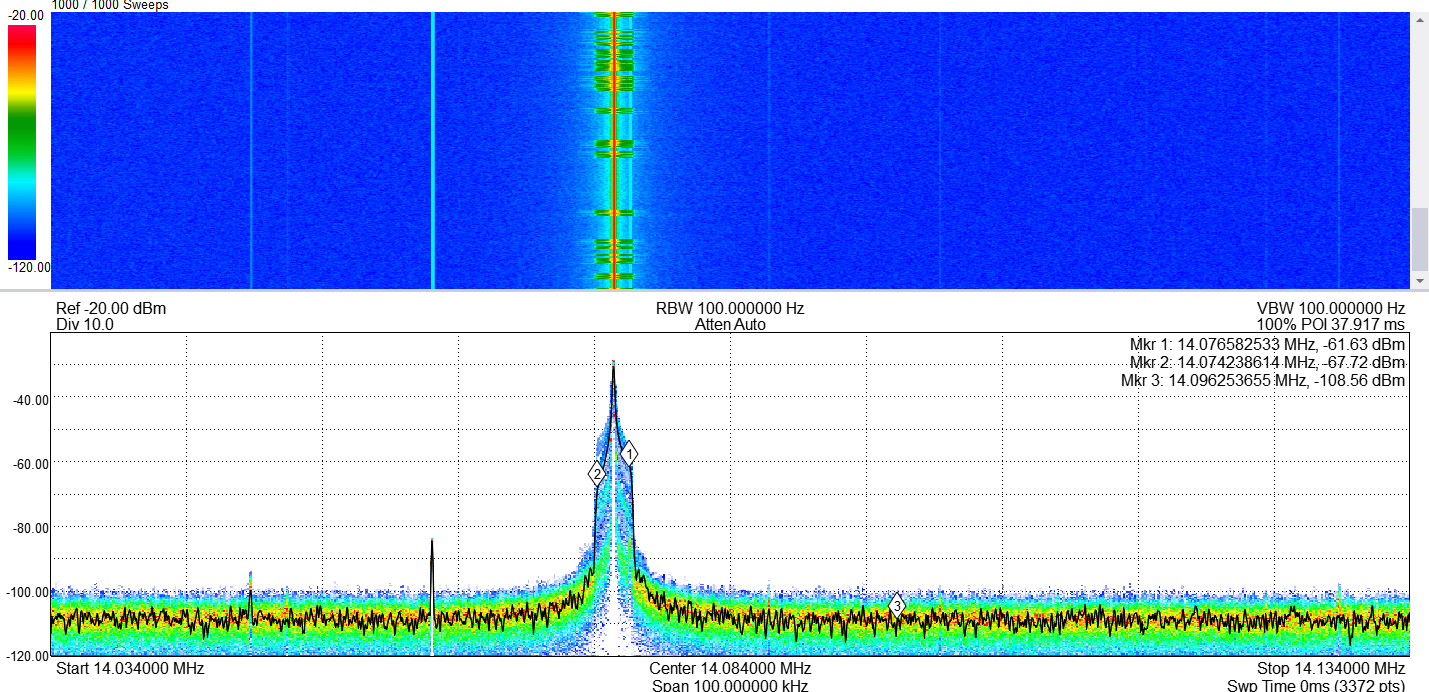 1000 / 1000 Sweeps
-20.00
-120.00
Ref -20.00 dBm
RBW 100.000000 Hz
VBW 100.000000 Hz
Div 10.0
Atten Auto
100% POI 37.917 ms
Mkr 1: 14.076582533 MHz, -61.63 dBm
Mkr 2: 14.074238614 MHz, -67.72 dBm
Mkr 3: 14.096253655 MHz, -108.56 dBm
-40.00
1
-60.00
2
-80.00
-100.00
3
-120.00
Start 14.034000 MHz
Center 14.084000 MHz
Stop 14.134000 MHz
Span 100.000000 kHz
Swp Time 0ms (3372 pts)